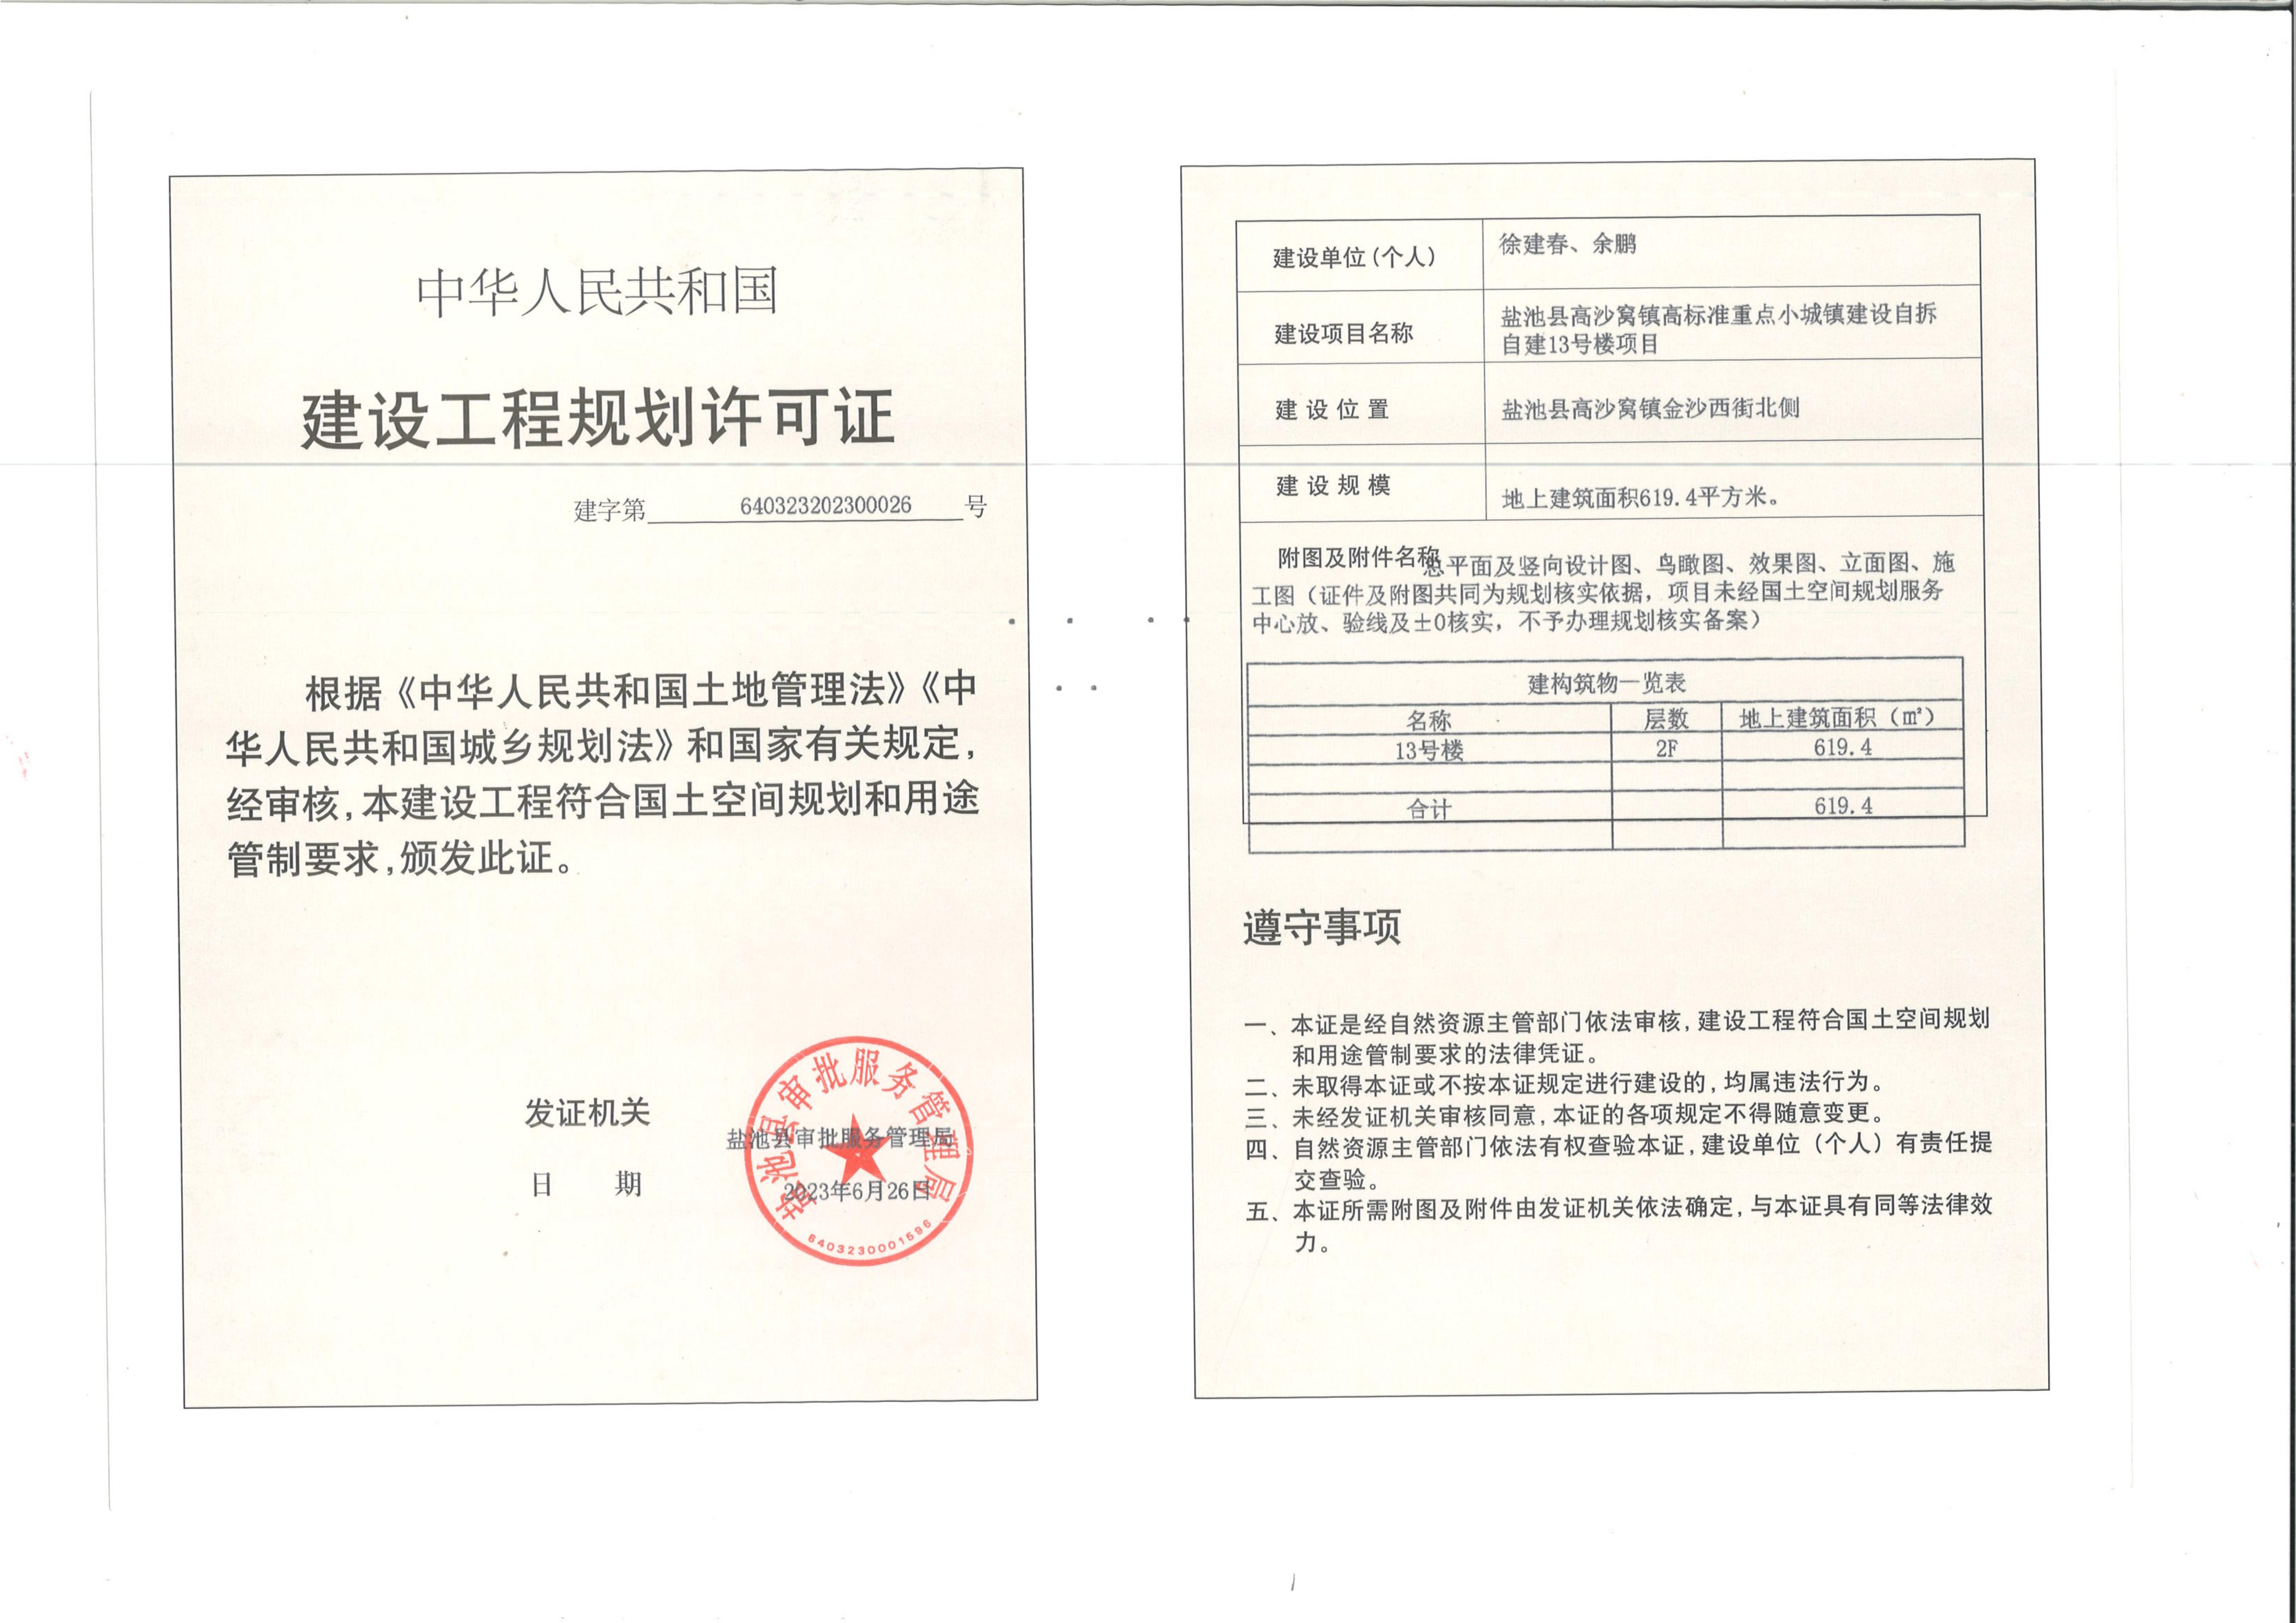 中华人民共和国
建设工程规划许可证
建字第 640323202300026 号
根据《中华人民共和国土地管理法》《中
华人民共和国城乡规划法》和国家有关规定,
经审核,本建设工程符合国土空间规划和用途
管制要求,颁发此证。
发证机关 盐池县审批服务管理局
日 期 2023年6月26日
盐池县审批服务管理局
6403230001696
建设单位(个人) 徐建春、余鹏
建设项目名称 盐池县高沙窝镇高标准重点小城镇建设自拆
自建13号楼项目
建设位置 盐池县高沙窝镇金沙西街北侧
建设规模 地上建筑面积619.4平方米。
附图及附件名称
总平面及竖向设计图、鸟瞰图、效果图、立面图、施
工图（证件及附图共同为规划核实依据，项目未经国土空间规划服务
中心放、验线及±0核实，不予办理规划核实备案）
建构筑物一览表
名称 层数 地上建筑面积（㎡）
13号楼 2F 619.4
合计 619.4
遵守事项
一、本证是经自然资源主管部门依法审核,建设工程符合国土空间规划
和用途管制要求的法律凭证。
二、未取得本证或不按本证规定进行建设的,均属违法行为。
三、未经发证机关审核同意,本证的各项规定不得随意变更。
四、自然资源主管部门依法有权查验本证,建设单位（个人）有责任提
交查验。
五、本证所需附图及附件由发证机关依法确定,与本证具有同等法律效
力。